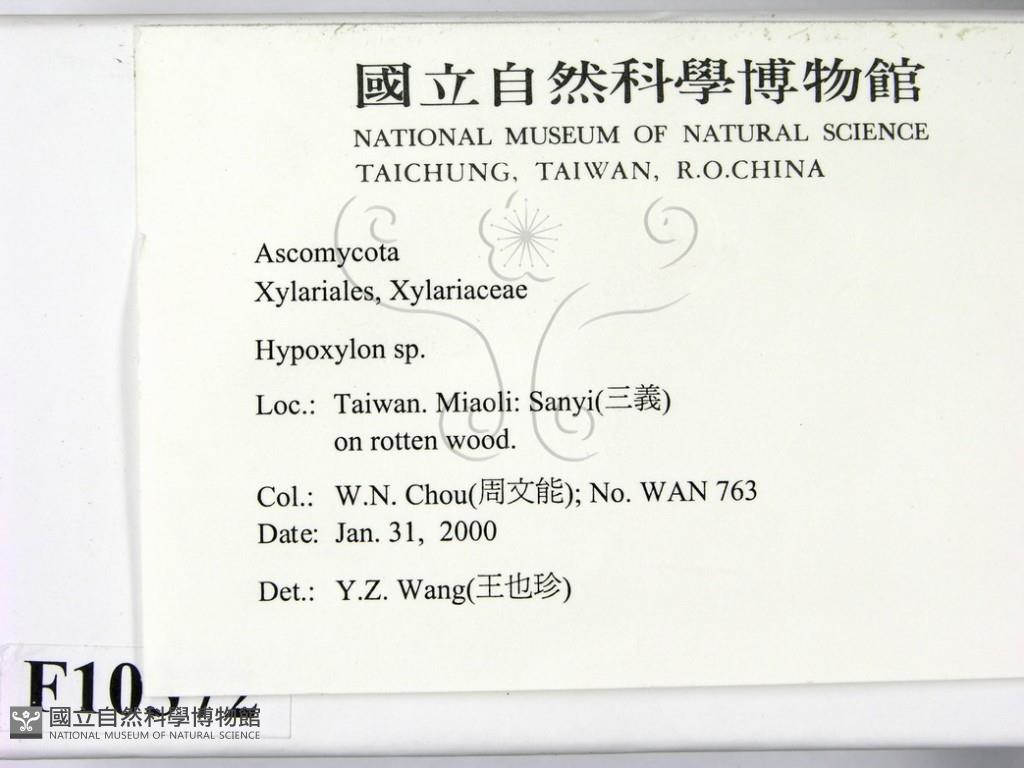 國立自然科學博物館
NATIONAL MUSEUM OF NATURAL SCIENCE
TAICHUNG, TAIWAN, R.O.CHINA
Ascomycota
Xylariales, Xylariaceae
Hypoxylon sp.
Loc.: Taiwan. Miaoli: Sanyi(三義)
on rotten wood.
Col.: W.N. Chou(周文能); No. WAN 763
Date: Jan. 31, 2000
Det.: Y.Z. Wang(王也珍)
國立自然科學博物館
NATIONAL MUSEUM OF NATURAL SCIENCE